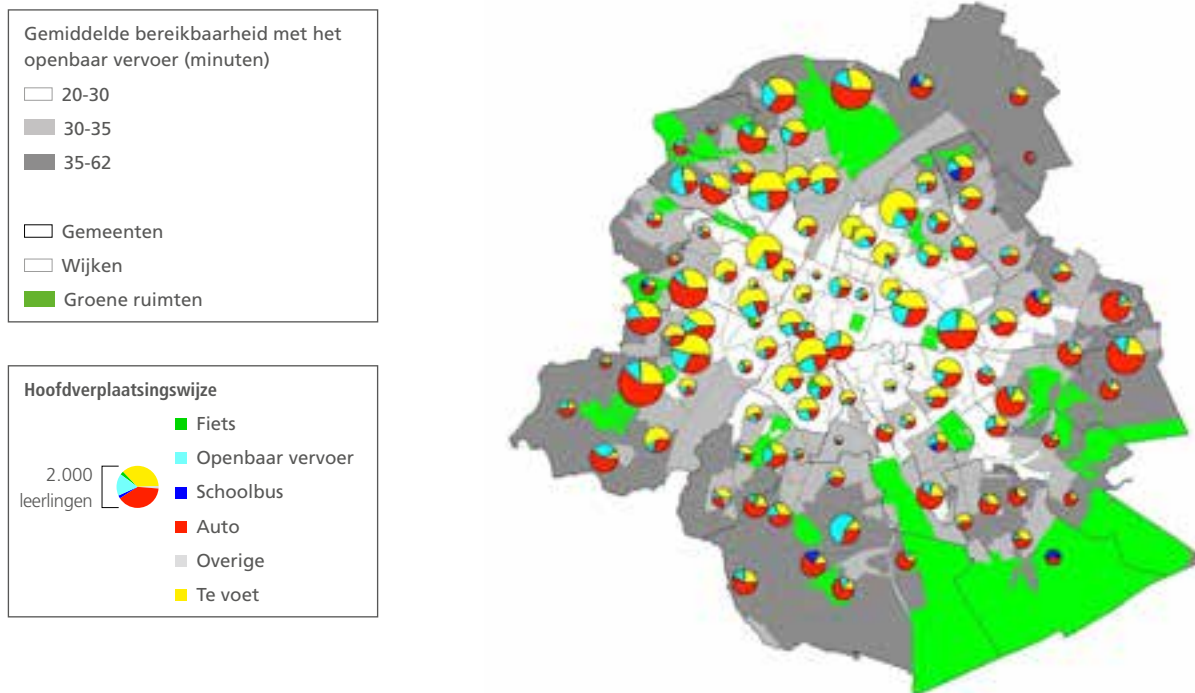 Gemiddelde bereikbaarheid met het
openbaar vervoer (minuten)
20-30
30-35
35-62
Gemeenten
Wijken
Groene ruimten
Hoofdverplaatsingswijze
2.000
leerlingen
Fiets
Openbaar vervoer
Schoolbus
Auto
Overige
Te voet